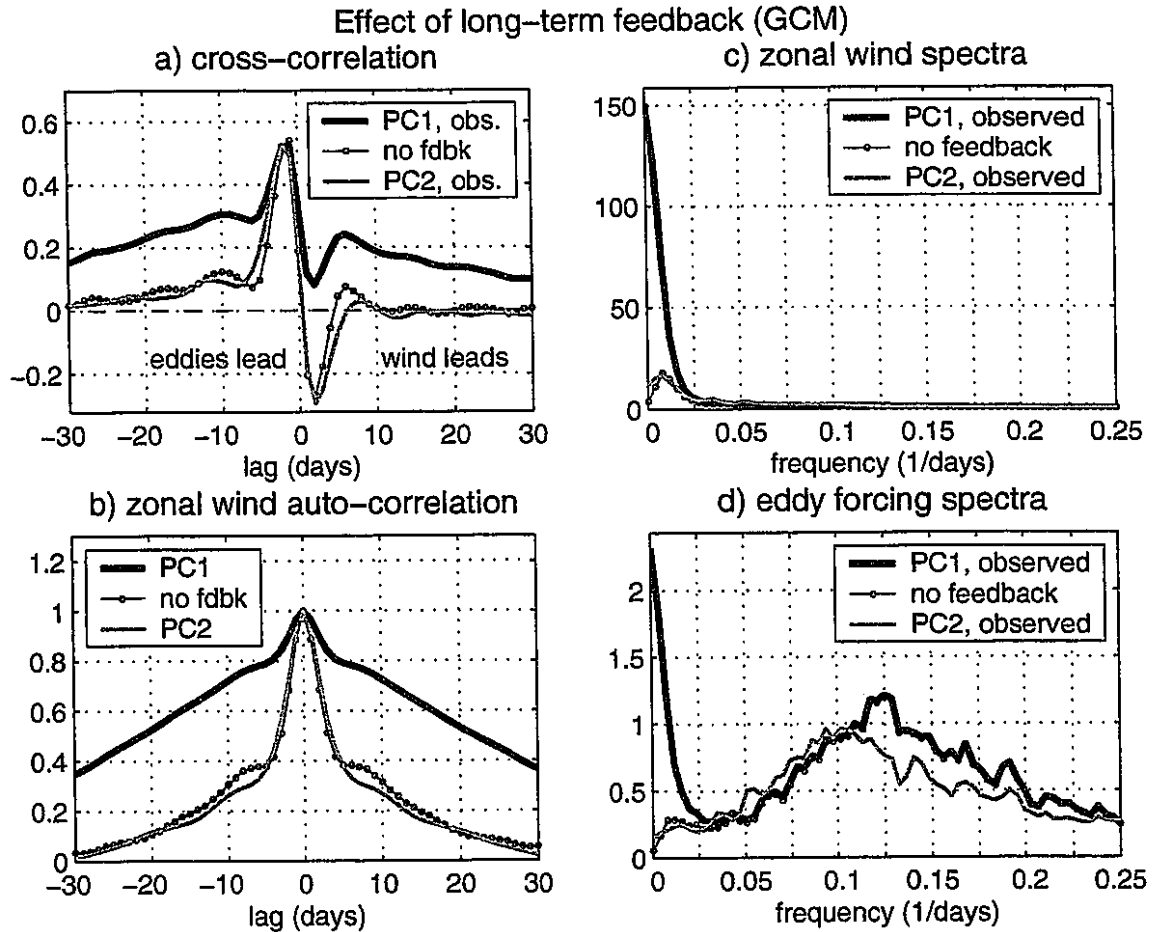 Effect of long-term feedback (GCM)
a) cross-correlation
0.6
0.4
0.2
0
-0.2
PC1, obs.
no fdbk
PC2, obs.
eddies lead
wind leads
-30 -20 -10 0 10 20 30
lag (days)
c) zonal wind spectra
150
100
50
0
PC1, observed
no feedback
PC2, observed
0 0.05 0.1 0.15 0.2 0.25
frequency (1/days)
b) zonal wind auto-correlation
1.2
1
0.8
0.6
0.4
0.2
0
PC1
no fdbk
PC2
-30 -20 -10 0 10 20 30
lag (days)
d) eddy forcing spectra
2
1.5
1
0.5
0
PC1, observed
no feedback
PC2, observed
0 0.05 0.1 0.15 0.2 0.25
frequency (1/days)